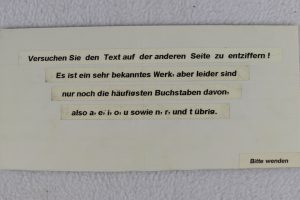 Versuchen Sie den Text auf der anderen Seite zu entziffern !
Es ist ein sehr bekanntes Werk, aber leider sind
nur noch die häufigsten Buchstaben davon,
also a, e, i, o, u sowie n, r, und t übrig.
Bitte wenden